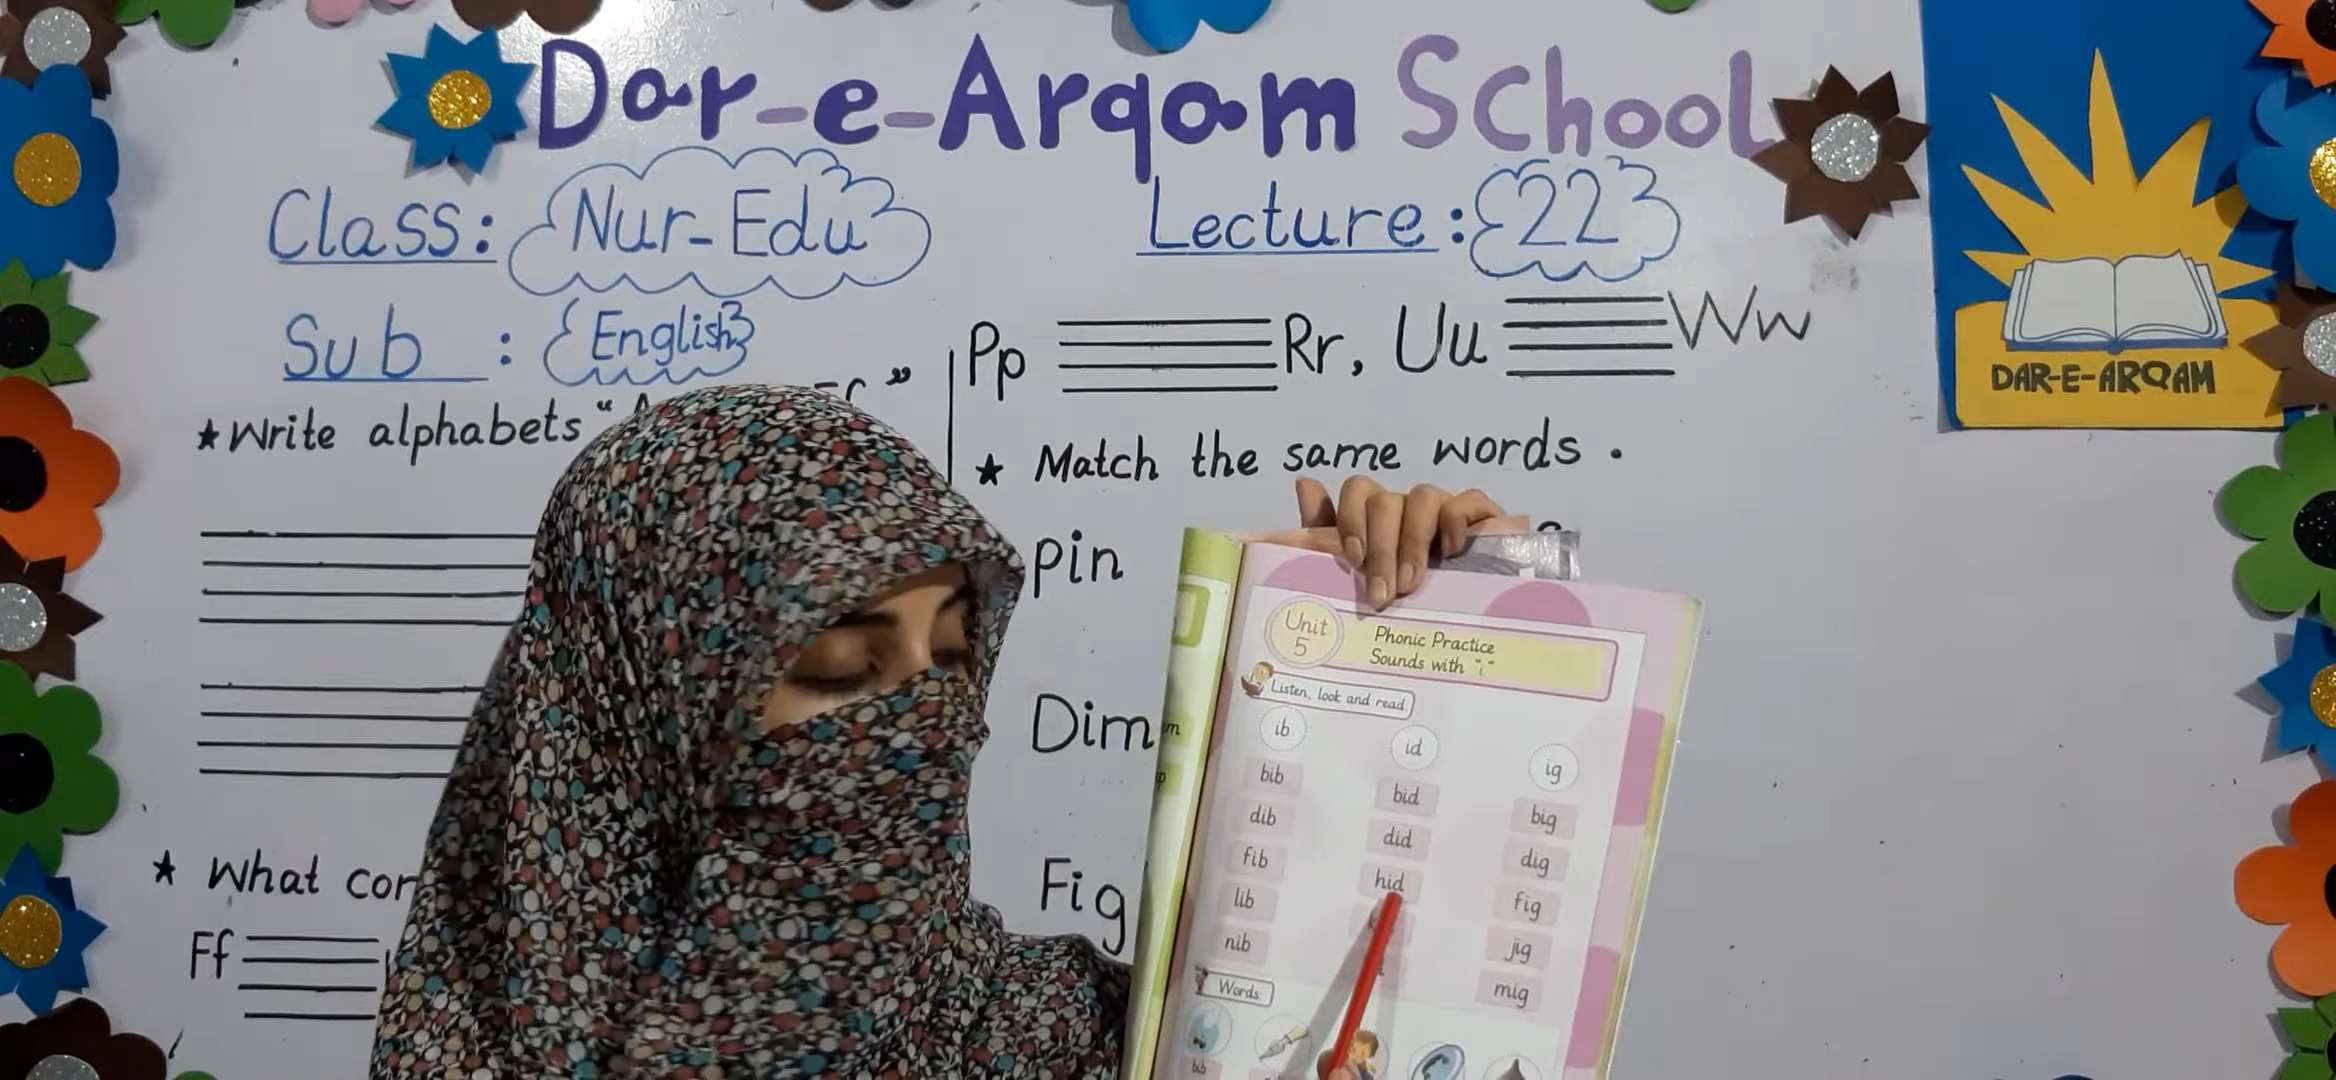 Dar-e-Arqam School
Class: Nur-Edu
Lecture: 22
Sub : English
DAR-E-ARQAM
★ Write alphabets "
"
Pp Rr, Uu Ww
★ Match the same words .
pin
Dim
Fig
★ What
Ff
Unit 5
Phonic Practice
Sounds with "i"
Listen, look and read.
ib id ig
bib bid big
dib did dig
fib hid fig
lib jig
nib mig
Words:
bib